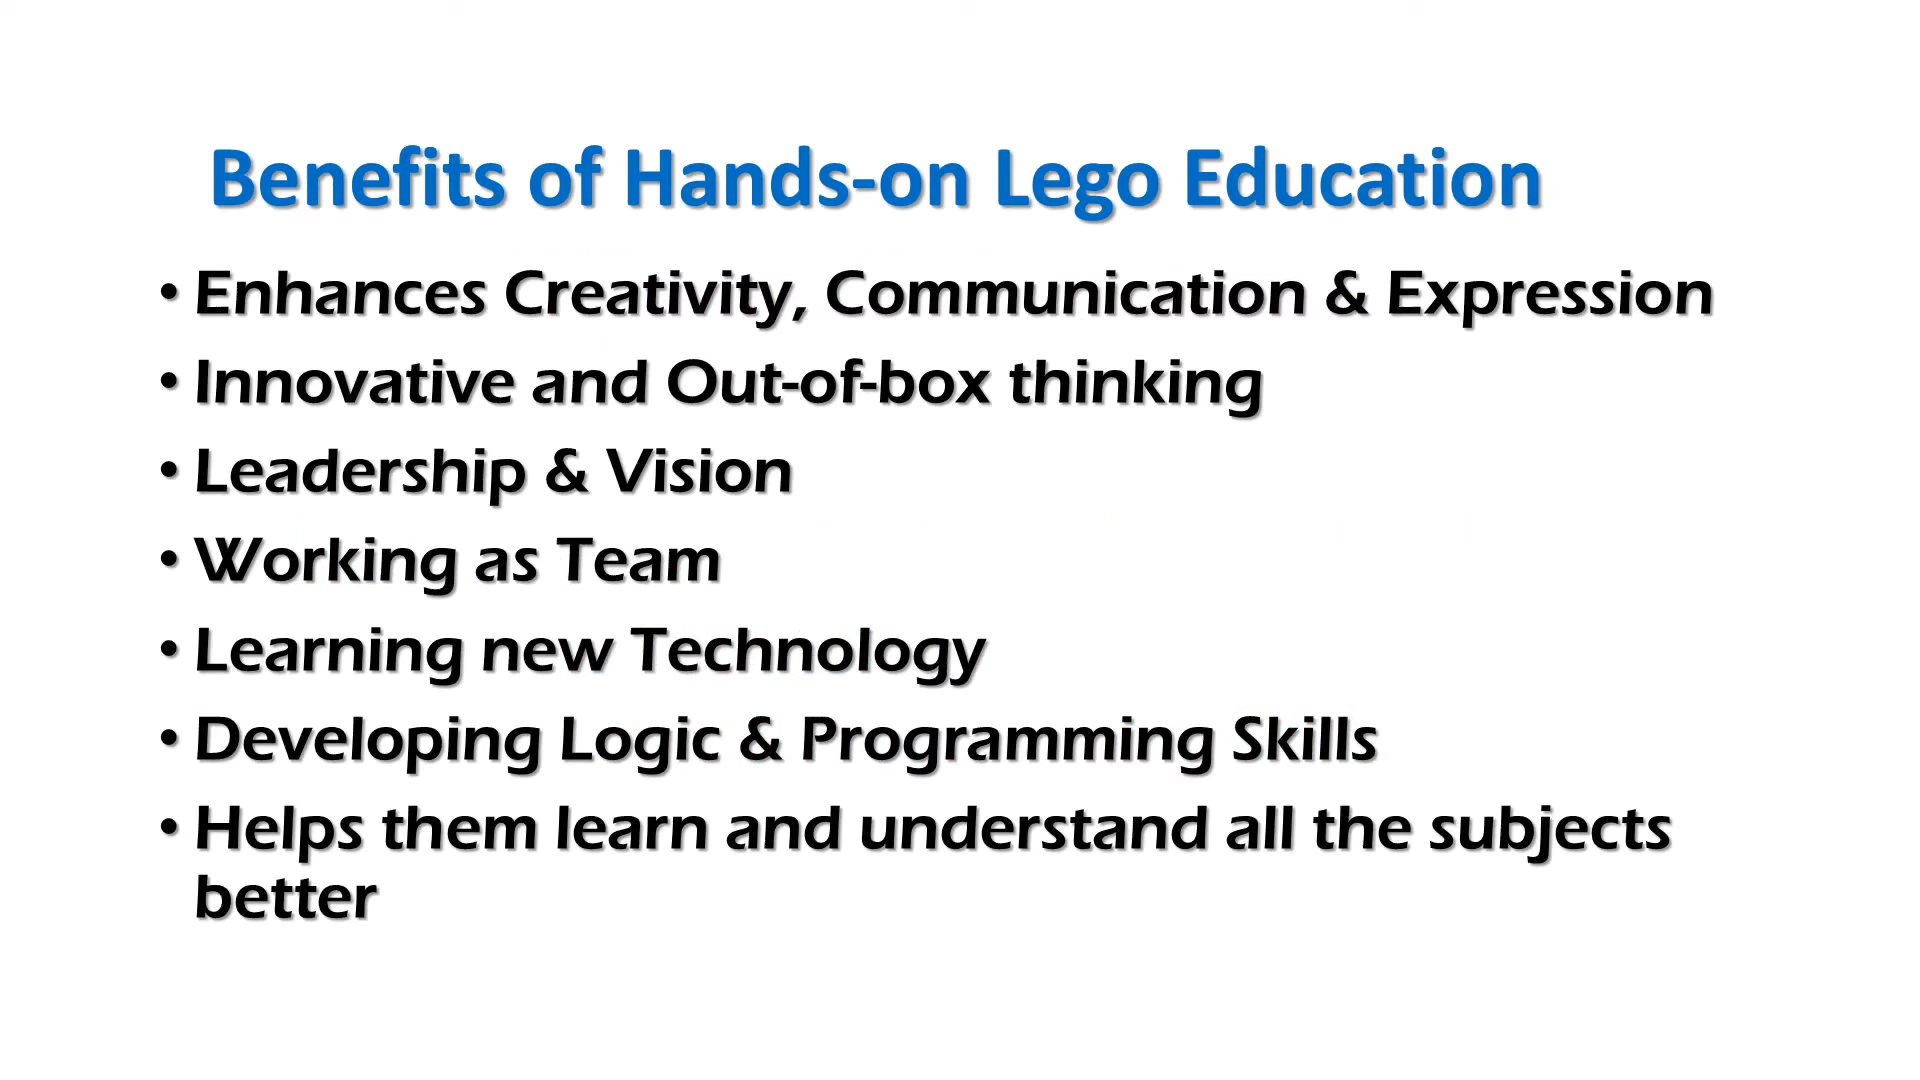 Benefits of Hands-on Lego Education
• Enhances Creativity, Communication & Expression
• Innovative and Out-of-box thinking
• Leadership & Vision
• Working as Team
• Learning new Technology
• Developing Logic & Programming Skills
• Helps them learn and understand all the subjects
better